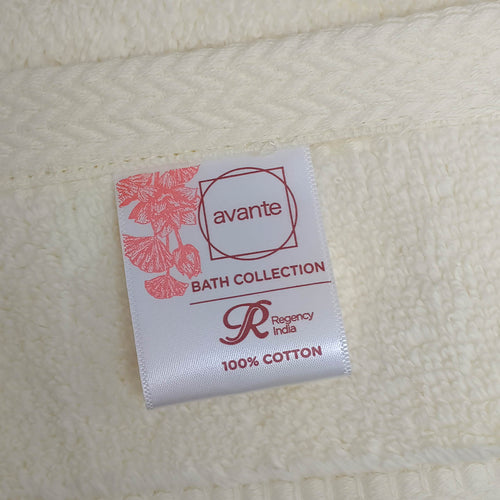 avante
BATH COLLECTION
R Regency
India
100% COTTON